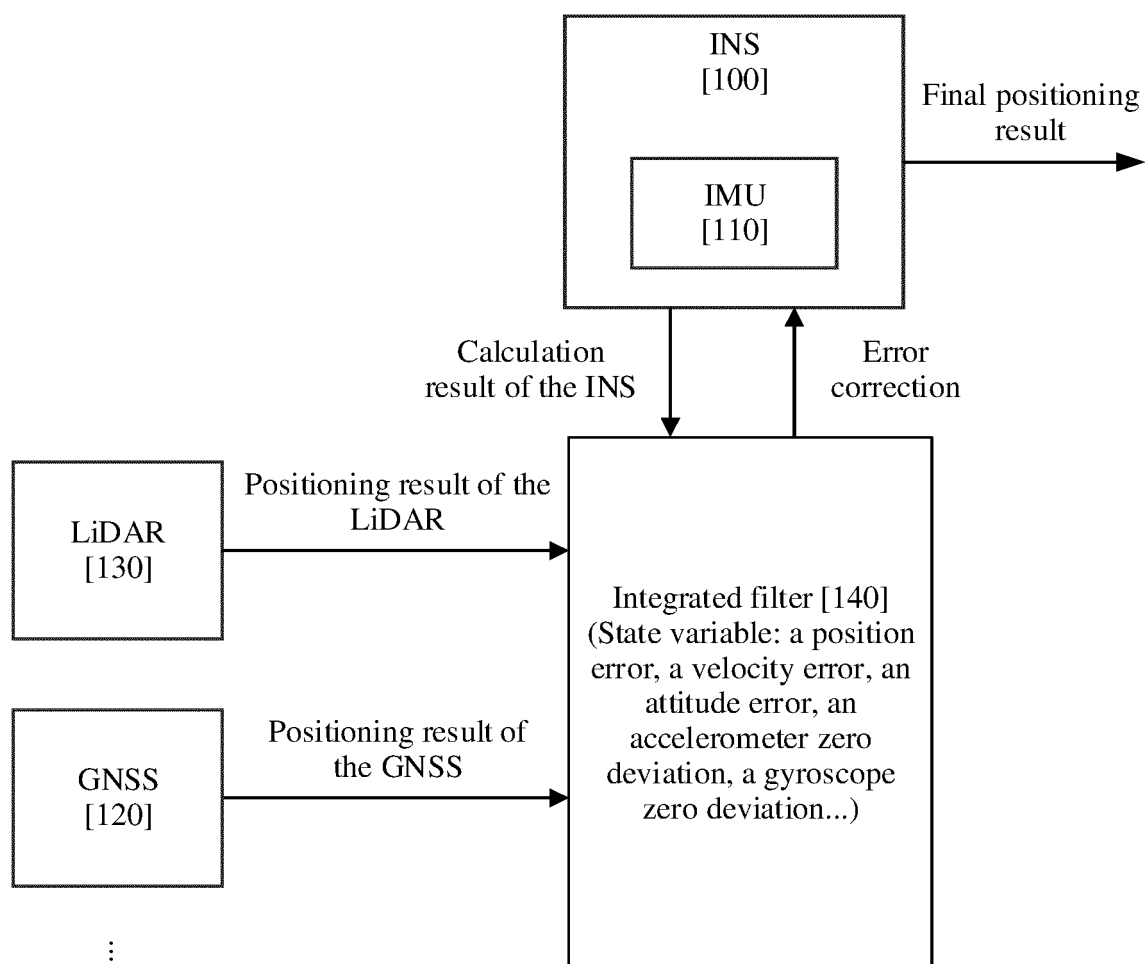 INS
[100]
Final positioning
result
IMU
[110]
Calculation
result of the INS
Error
correction
LiDAR
[130]
Positioning result of the
LiDAR
Integrated filter [140]
(State variable: a position
error, a velocity error, an
attitude error, an
accelerometer zero
deviation, a gyroscope
zero deviation...)
GNSS
[120]
Positioning result of
the GNSS
...